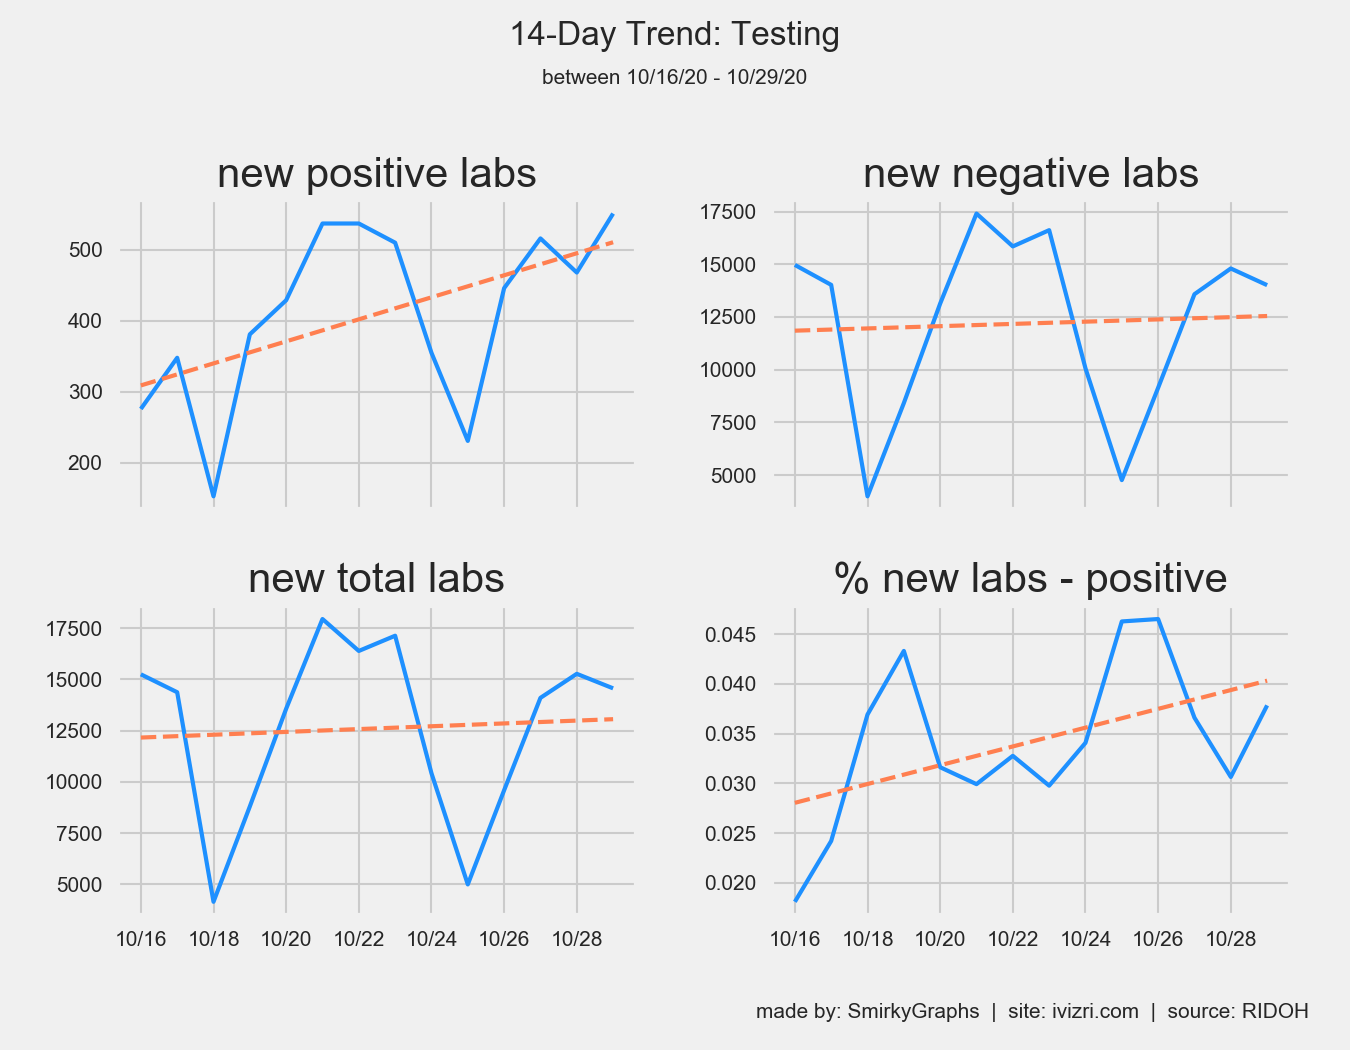 14-Day Trend: Testing
between 10/16/20 - 10/29/20
new positive labs
500
400
300
200
new negative labs
17500
15000
12500
10000
7500
5000
new total labs
17500
15000
12500
10000
7500
5000
10/16 10/18 10/20 10/22 10/24 10/26 10/28
% new labs - positive
0.045
0.040
0.035
0.030
0.025
0.020
10/16 10/18 10/20 10/22 10/24 10/26 10/28
made by: SmirkyGraphs | site: ivizri.com | source: RIDOH